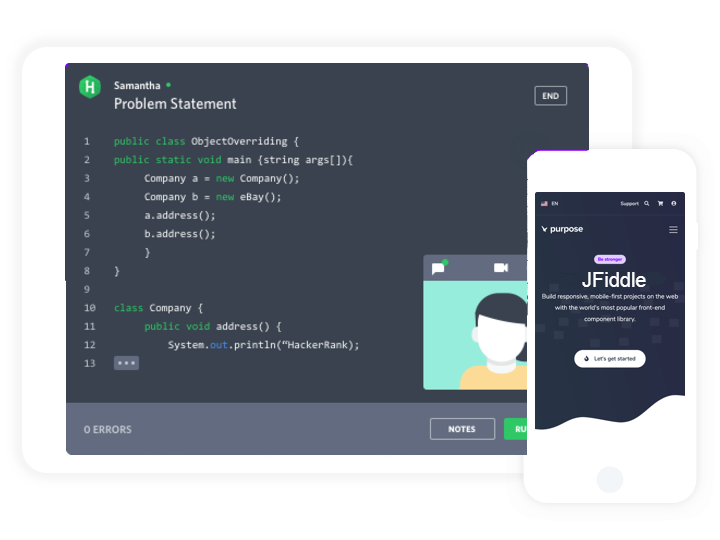 H
Samantha
Problem Statement
END
1 public class ObjectOverriding {
2 public static void main {string args[]){
3 Company a = new Company();
4 Company b = new eBay();
5 a.address();
6 b.address();
7 }
8 }
9
10 class Company {
11 public void address() {
12 System.out.println(“HackerRank);
13
0 ERRORS
NOTES
RU
EN
Support
purpose
Be stronger
JFiddle
Build responsive, mobile-first projects on the web
with the world's most popular front-end
component library.
Let's get started